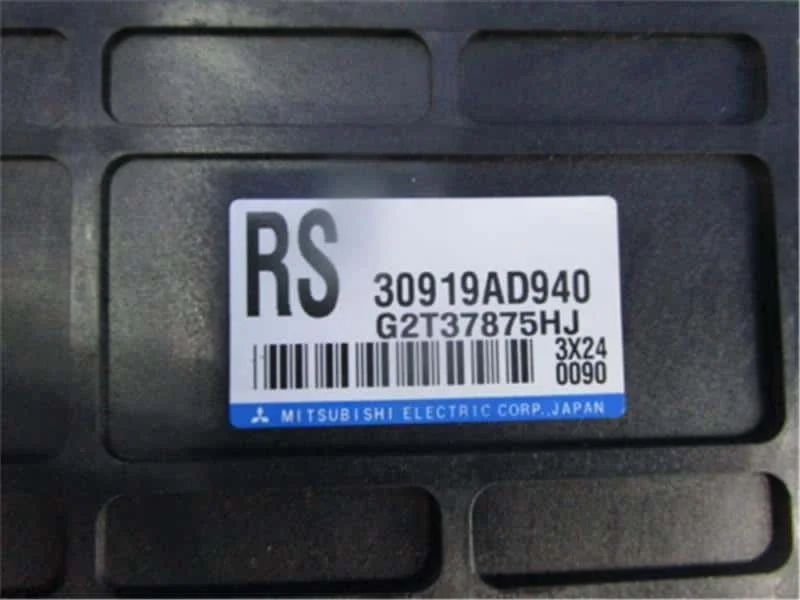 RS
30919AD940
G2T37875HJ
3X24
0090
MITSUBISHI ELECTRIC CORP., JAPAN